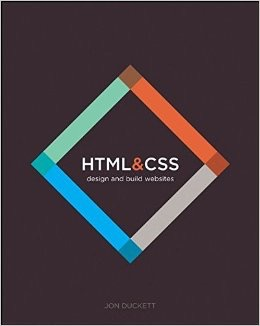 HTML&CSS
design and build websites
JON DUCKETT